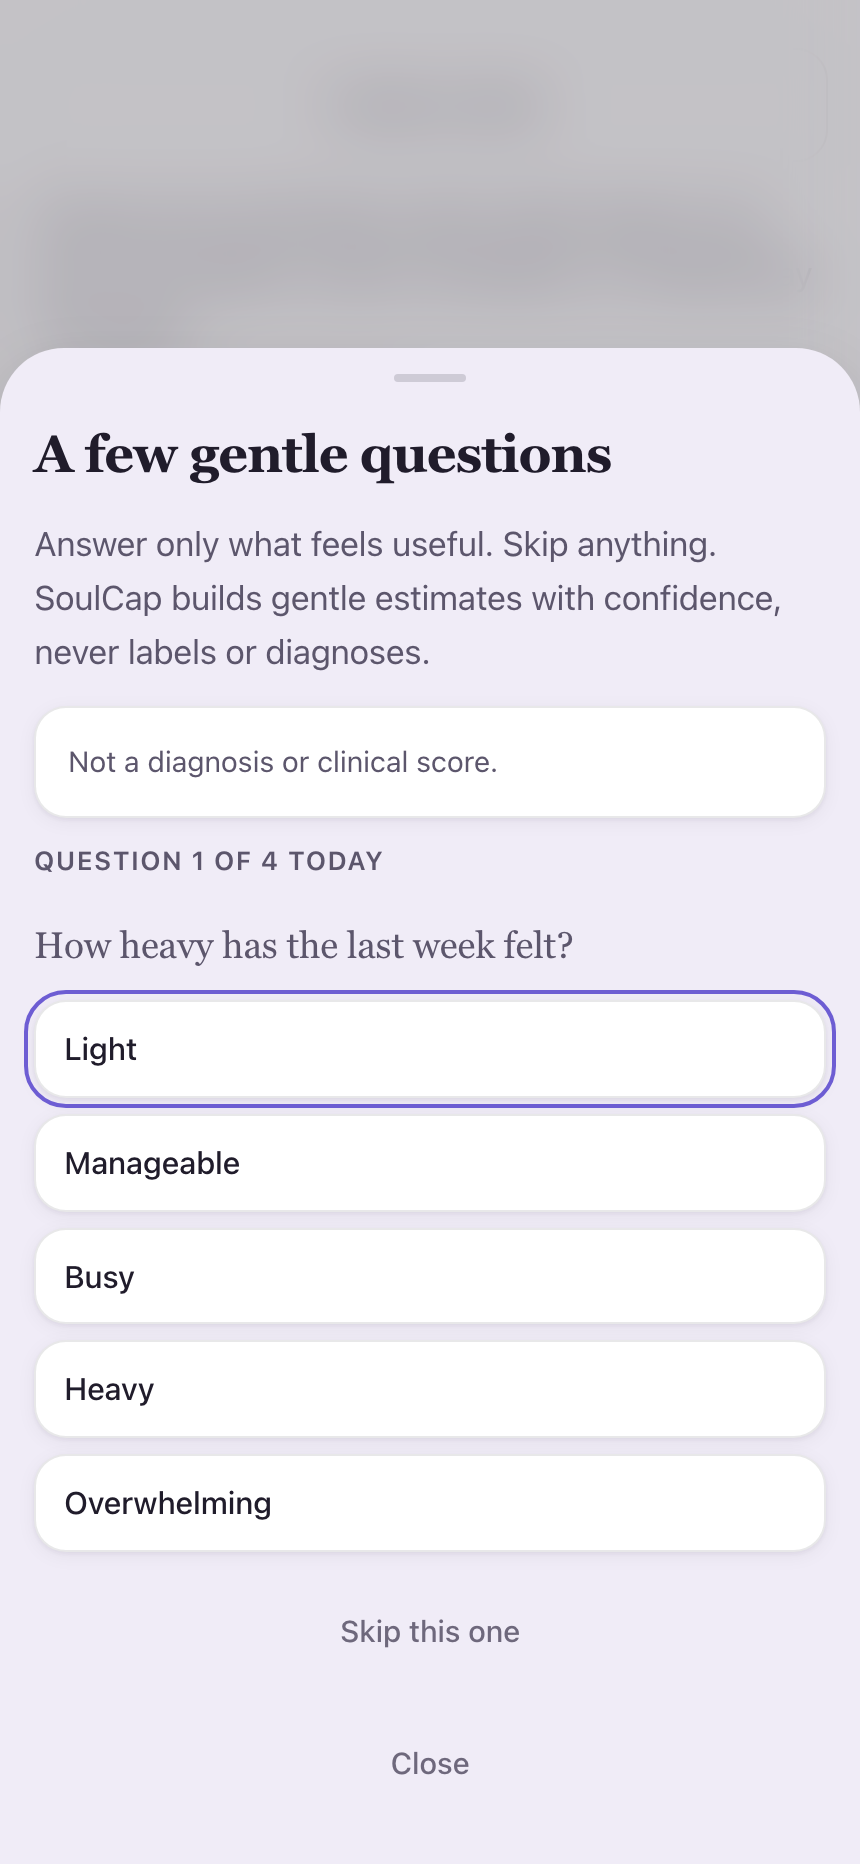 A few gentle questions
Answer only what feels useful. Skip anything.
SoulCap builds gentle estimates with confidence,
never labels or diagnoses.
Not a diagnosis or clinical score.
QUESTION 1 OF 4 TODAY
How heavy has the last week felt?
Light
Manageable
Busy
Heavy
Overwhelming
Skip this one
Close